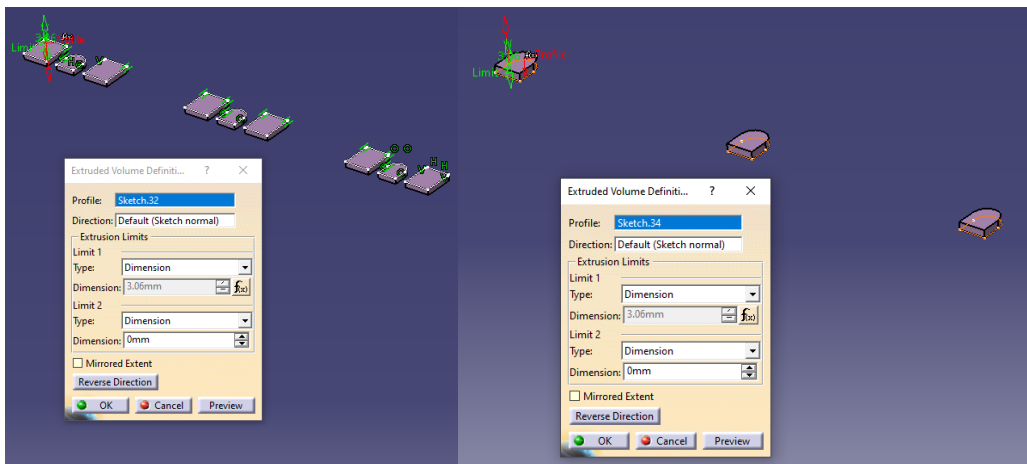 Extruded Volume Definiti... ?
Profile: Sketch.32
Direction: Default (Sketch normal)
Extrusion Limits
Limit 1
Type: Dimension
Dimension: 3.06mm f(x)
Limit 2
Type: Dimension
Dimension: 0mm
Mirrored Extent
Reverse Direction
OK Cancel Preview
Extruded Volume Definiti... ?
Profile: Sketch.34
Direction: Default (Sketch normal)
Extrusion Limits
Limit 1
Type: Dimension
Dimension: 3.06mm f(x)
Limit 2
Type: Dimension
Dimension: 0mm
Mirrored Extent
Reverse Direction
OK Cancel Preview